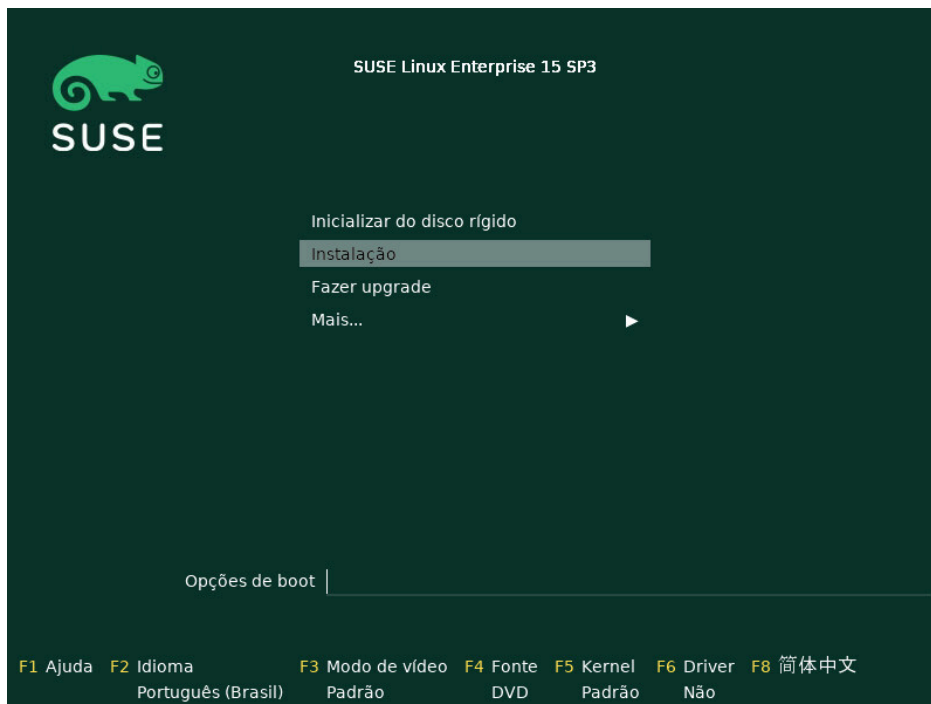 SUSE Linux Enterprise 15 SP3
SUSE
Inicializar do disco rígido
Instalação
Fazer upgrade
Mais...
Opções de boot
F1 Ajuda F2 Idioma F3 Modo de vídeo F4 Fonte F5 Kernel F6 Driver F8 简体中文
Português (Brasil) Padrão DVD Padrão Não